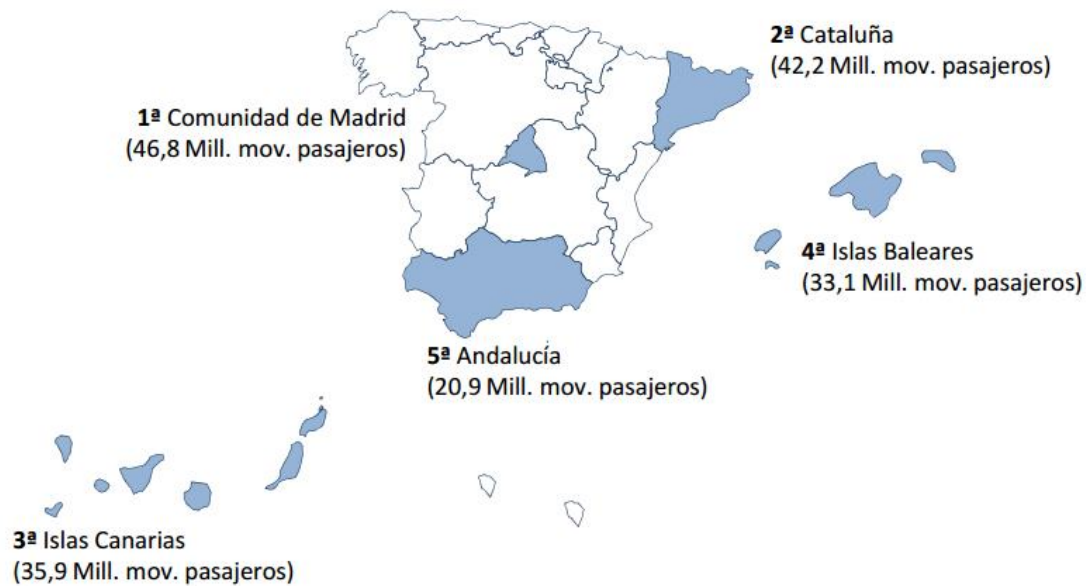 2ª Cataluña
(42,2 Mill. mov. pasajeros)
1ª Comunidad de Madrid
(46,8 Mill. mov. pasajeros)
4ª Islas Baleares
(33,1 Mill. mov. pasajeros)
5ª Andalucía
(20,9 Mill. mov. pasajeros)
3ª Islas Canarias
(35,9 Mill. mov. pasajeros)